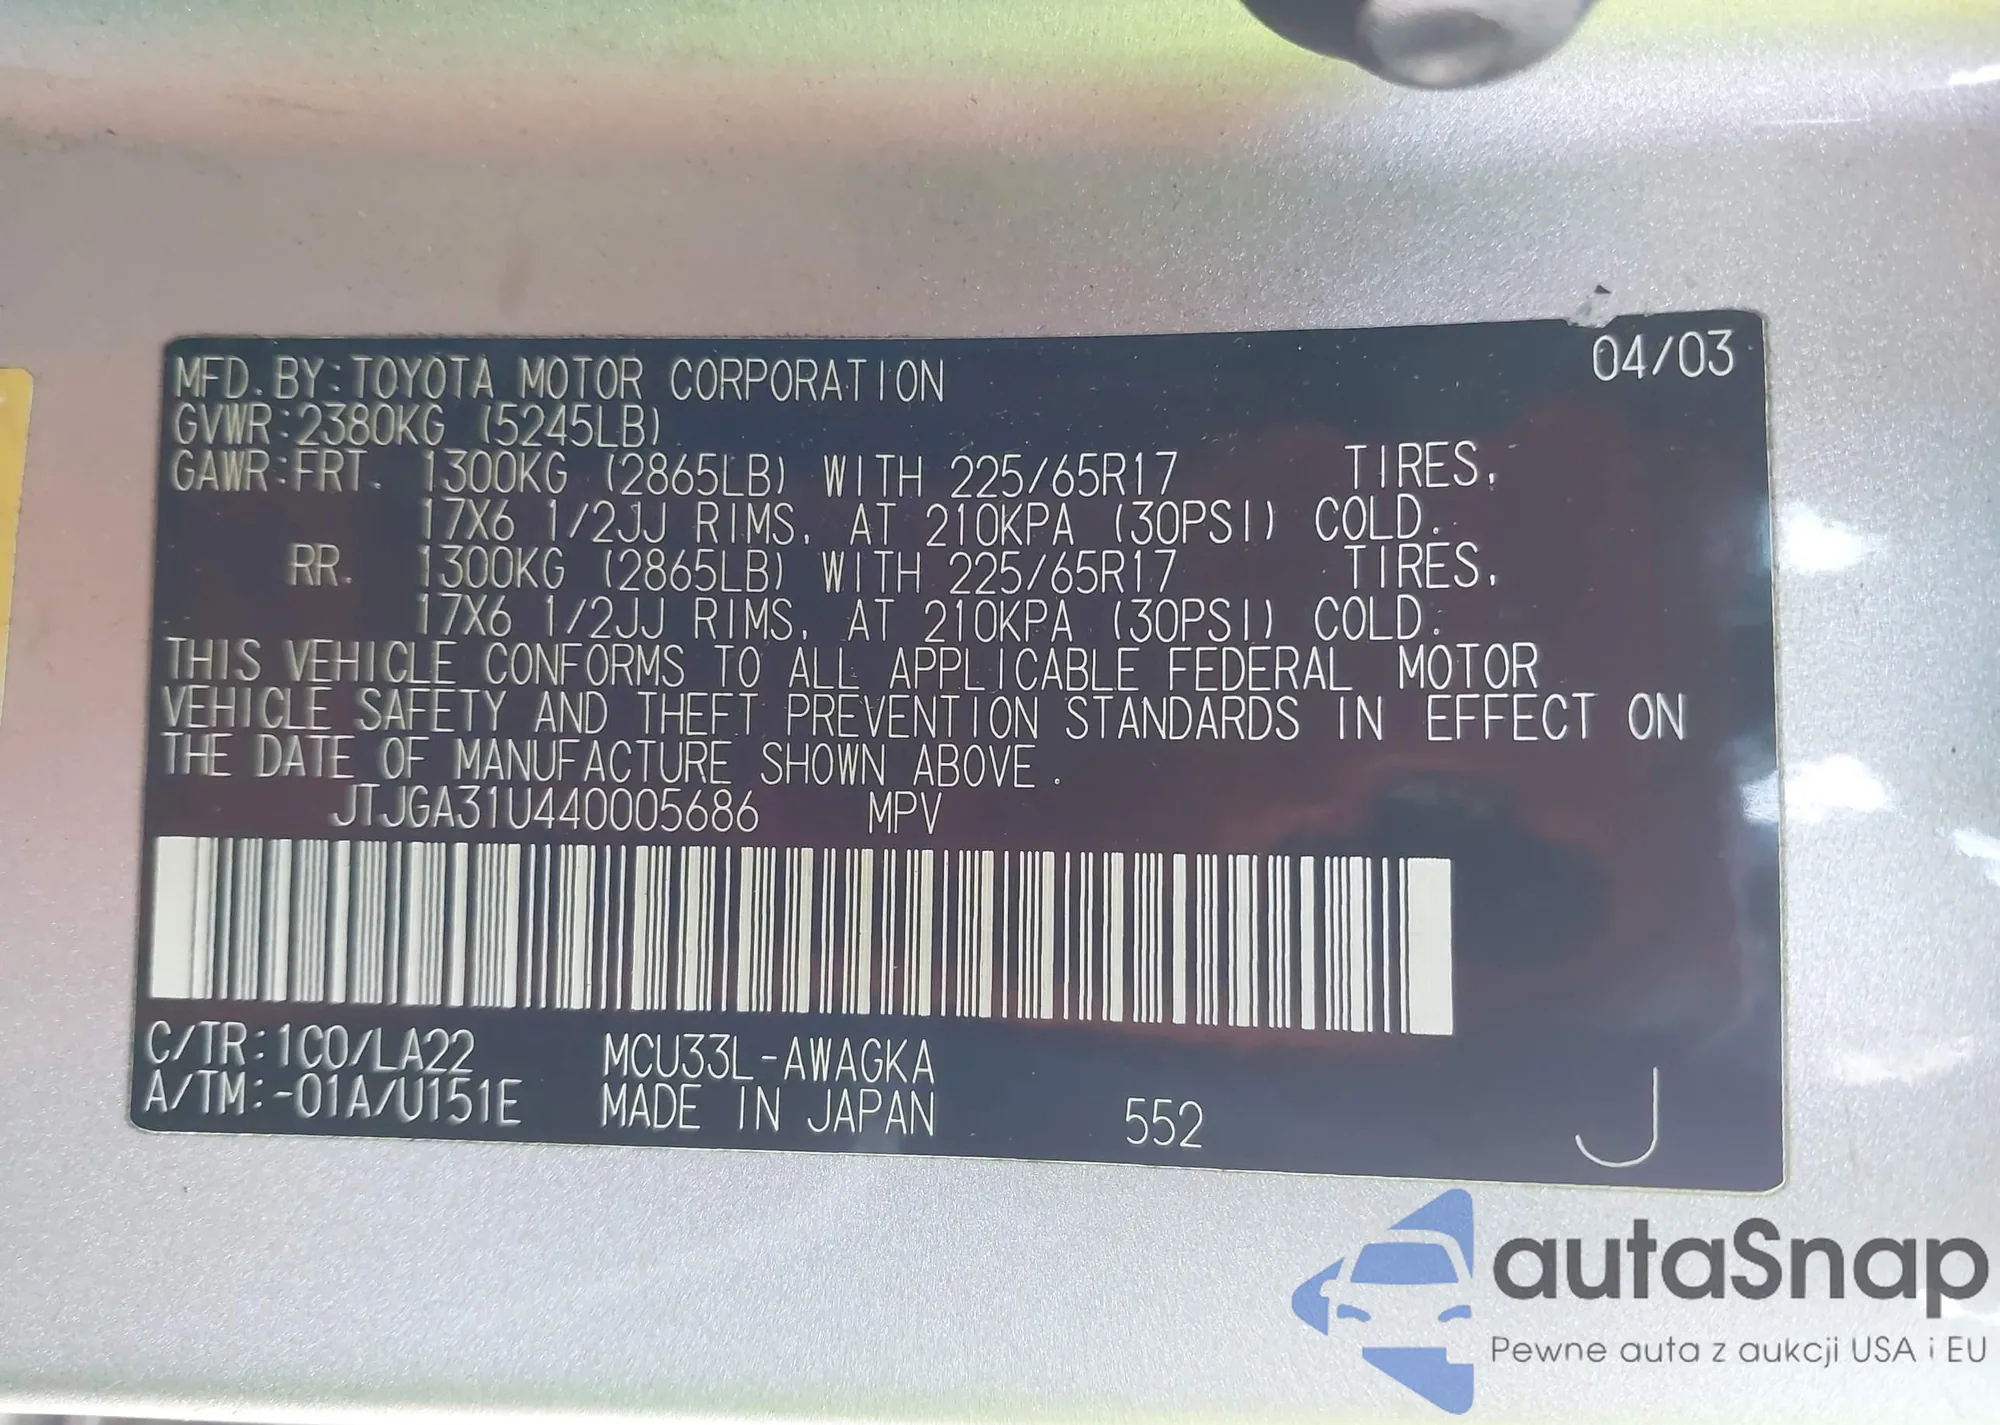 04/03
MFD. BY: TOYOTA MOTOR CORPORATION
GVWR: 2380KG (5245LB)
GAWR: FRT. 1300KG (2865LB) WITH 225/65R17 TIRES,
17X6 1/2JJ RIMS, AT 210KPA (30PSI) COLD.
RR. 1300KG (2865LB) WITH 225/65R17 TIRES,
17X6 1/2JJ RIMS, AT 210KPA (30PSI) COLD.
THIS VEHICLE CONFORMS TO ALL APPLICABLE FEDERAL MOTOR
VEHICLE SAFETY AND THEFT PREVENTION STANDARDS IN EFFECT ON
THE DATE OF MANUFACTURE SHOWN ABOVE.
JTJGA31U440005686 MPV
C/TR: 1C0/LA22 MCU33L-AWAGKA
A/TM: -01A/U151E MADE IN JAPAN 552 J
autaSnap
Pewne auta z aukcji USA i EU